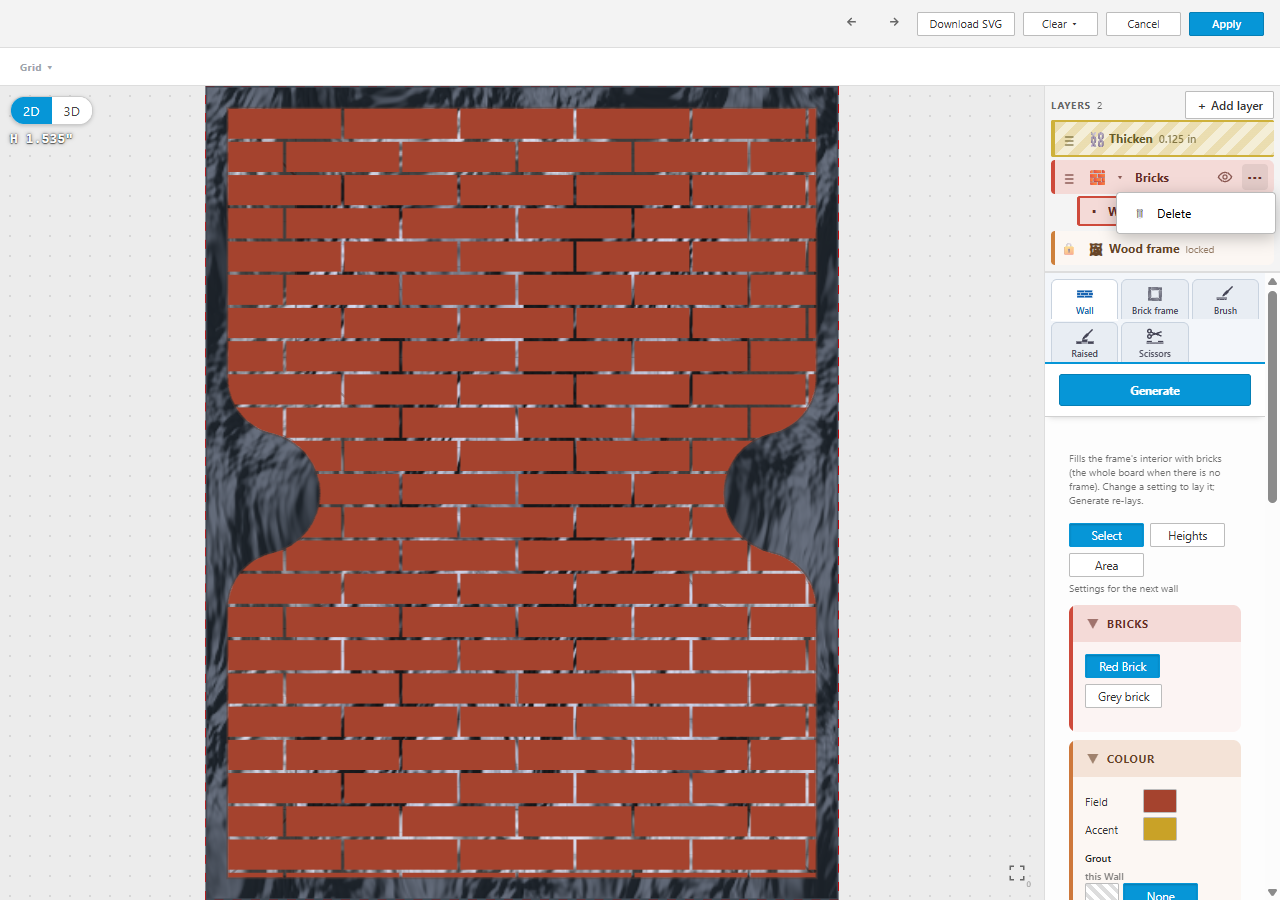 Download SVG
Clear
Cancel
Apply
Grid
2D 3D
H 1.535"
LAYERS 2
+ Add layer
Thicken 0.125 in
Bricks
W
Delete
Wood frame locked
Wall
Brick frame
Brush
Raised
Scissors
Generate
Fills the frame's interior with bricks
(the whole board when there is no
frame). Change a setting to lay it;
Generate re-lays.
Select
Heights
Area
Settings for the next wall
BRICKS
Red Brick
Grey brick
COLOUR
Field
Accent
Grout
this Wall
None
0